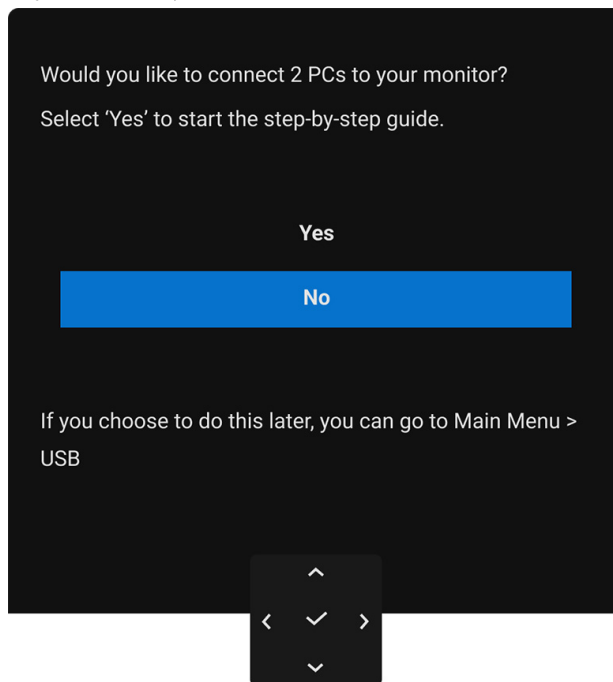 Would you like to connect 2 PCs to your monitor?
Select ‘Yes’ to start the step-by-step guide.
Yes
No
If you choose to do this later, you can go to Main Menu >
USB